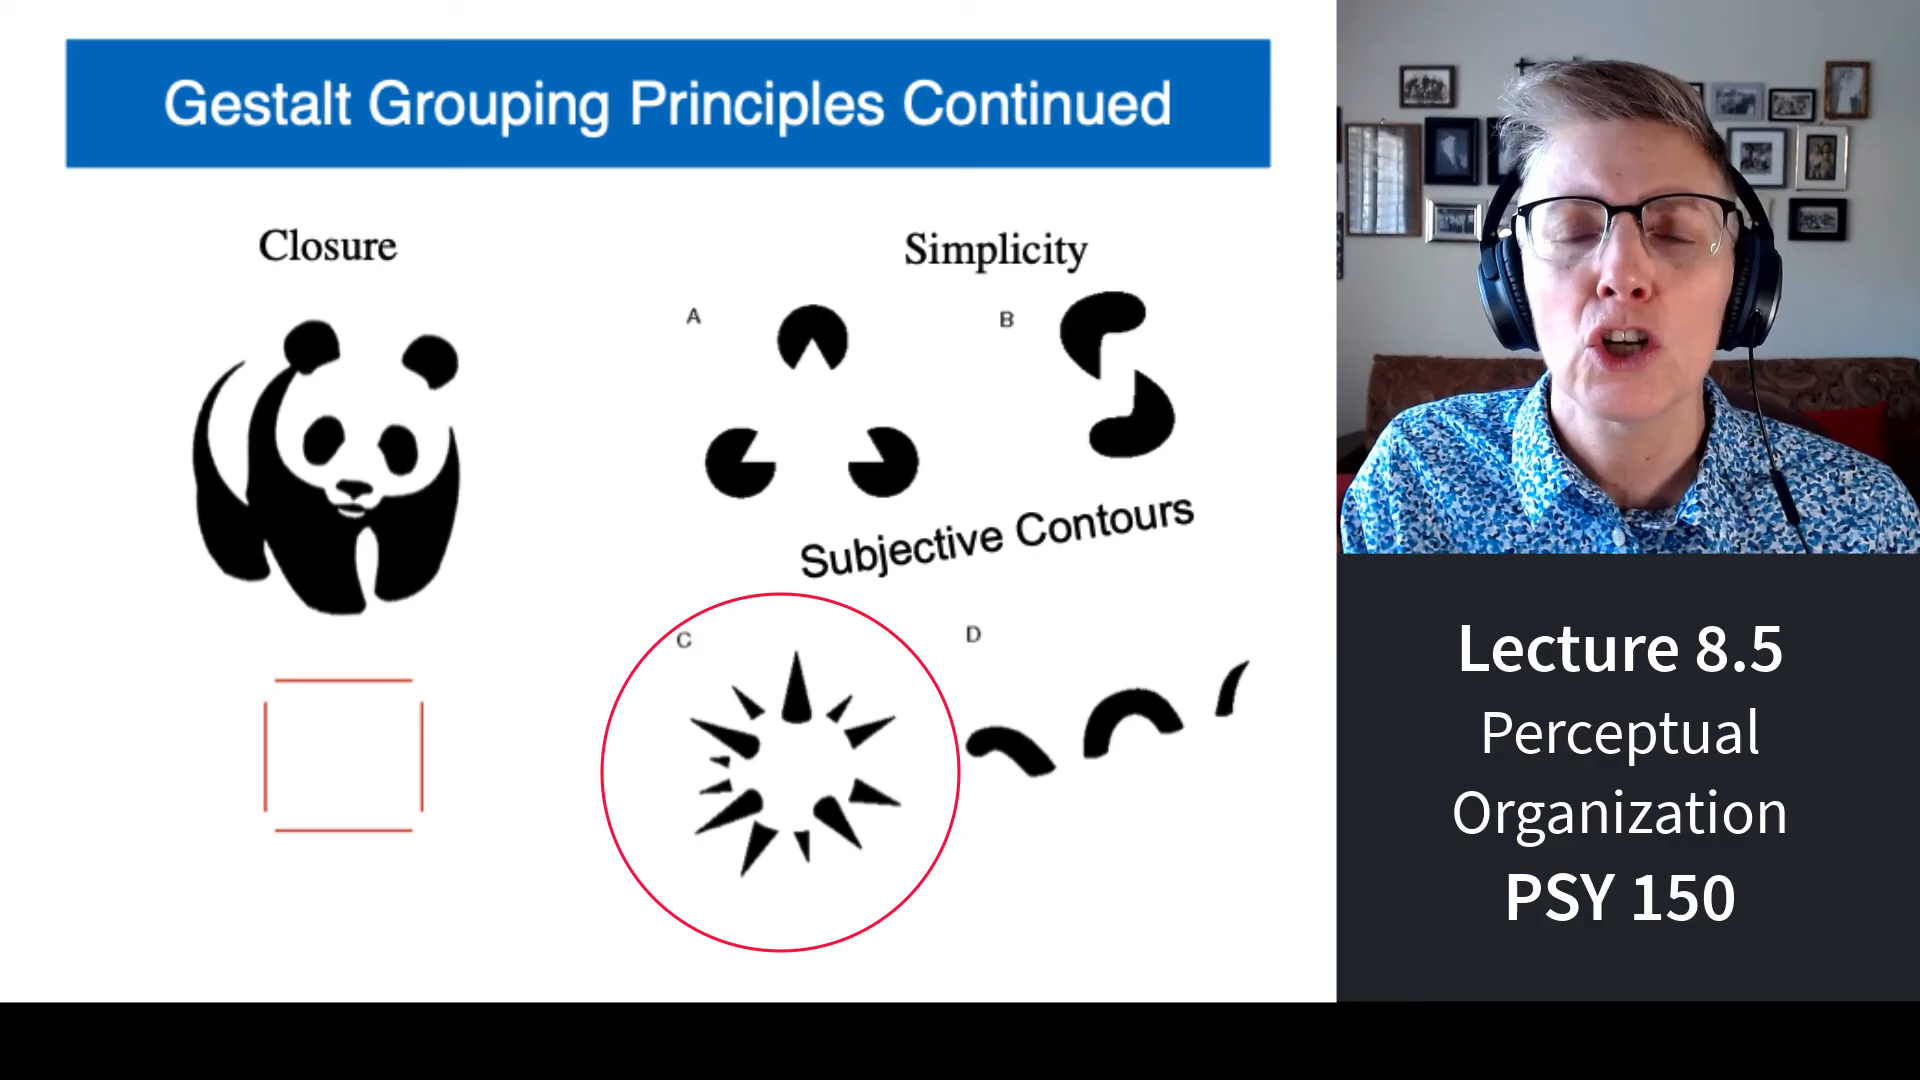 Gestalt Grouping Principles Continued
Closure
Simplicity
A
B
Subjective Contours
C
D
Lecture 8.5
Perceptual
Organization
PSY 150